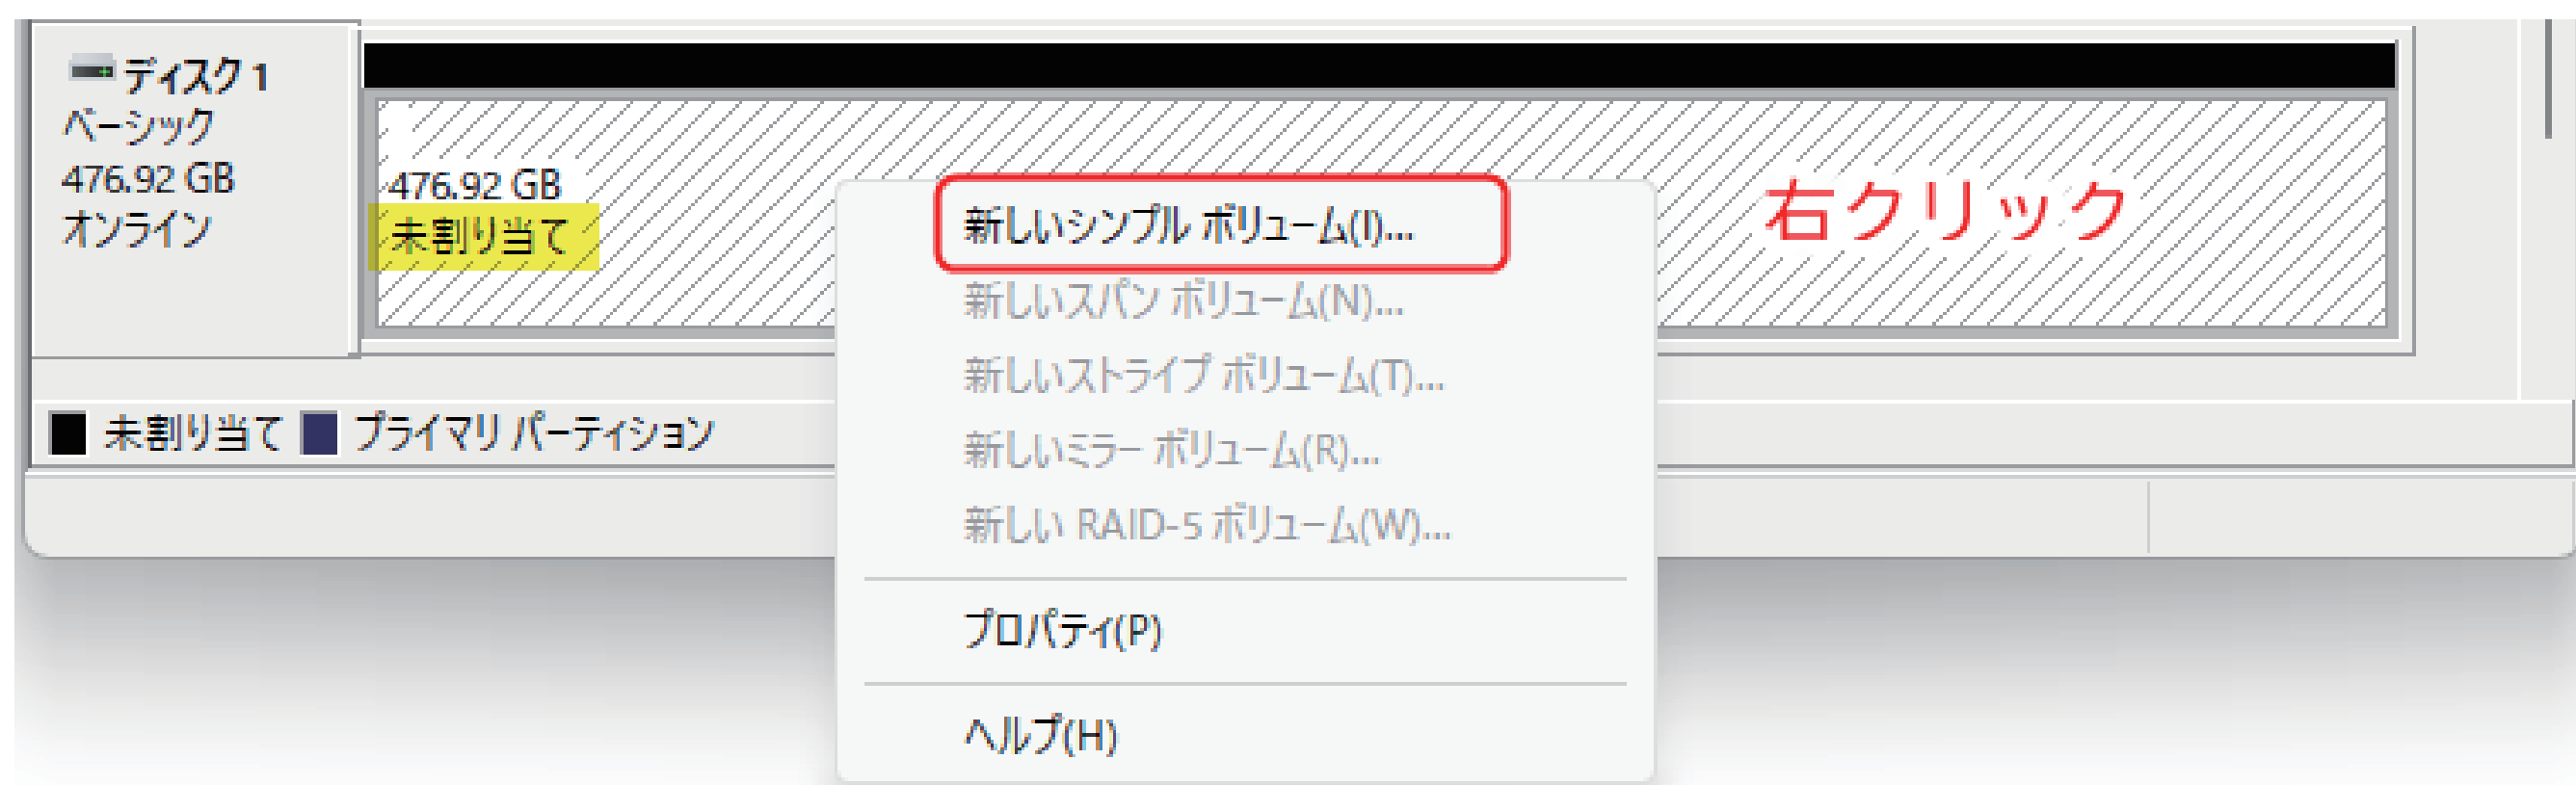 ディスク 1
ベーシック
476.92 GB
オンライン
476.92 GB
未割り当て
右クリック
新しいシンプル ボリューム(I)...
新しいスパン ボリューム(N)...
新しいストライプ ボリューム(T)...
新しいミラー ボリューム(R)...
新しい RAID-5 ボリューム(W)...
プロパティ(P)
ヘルプ(H)
未割り当て プライマリ パーティション